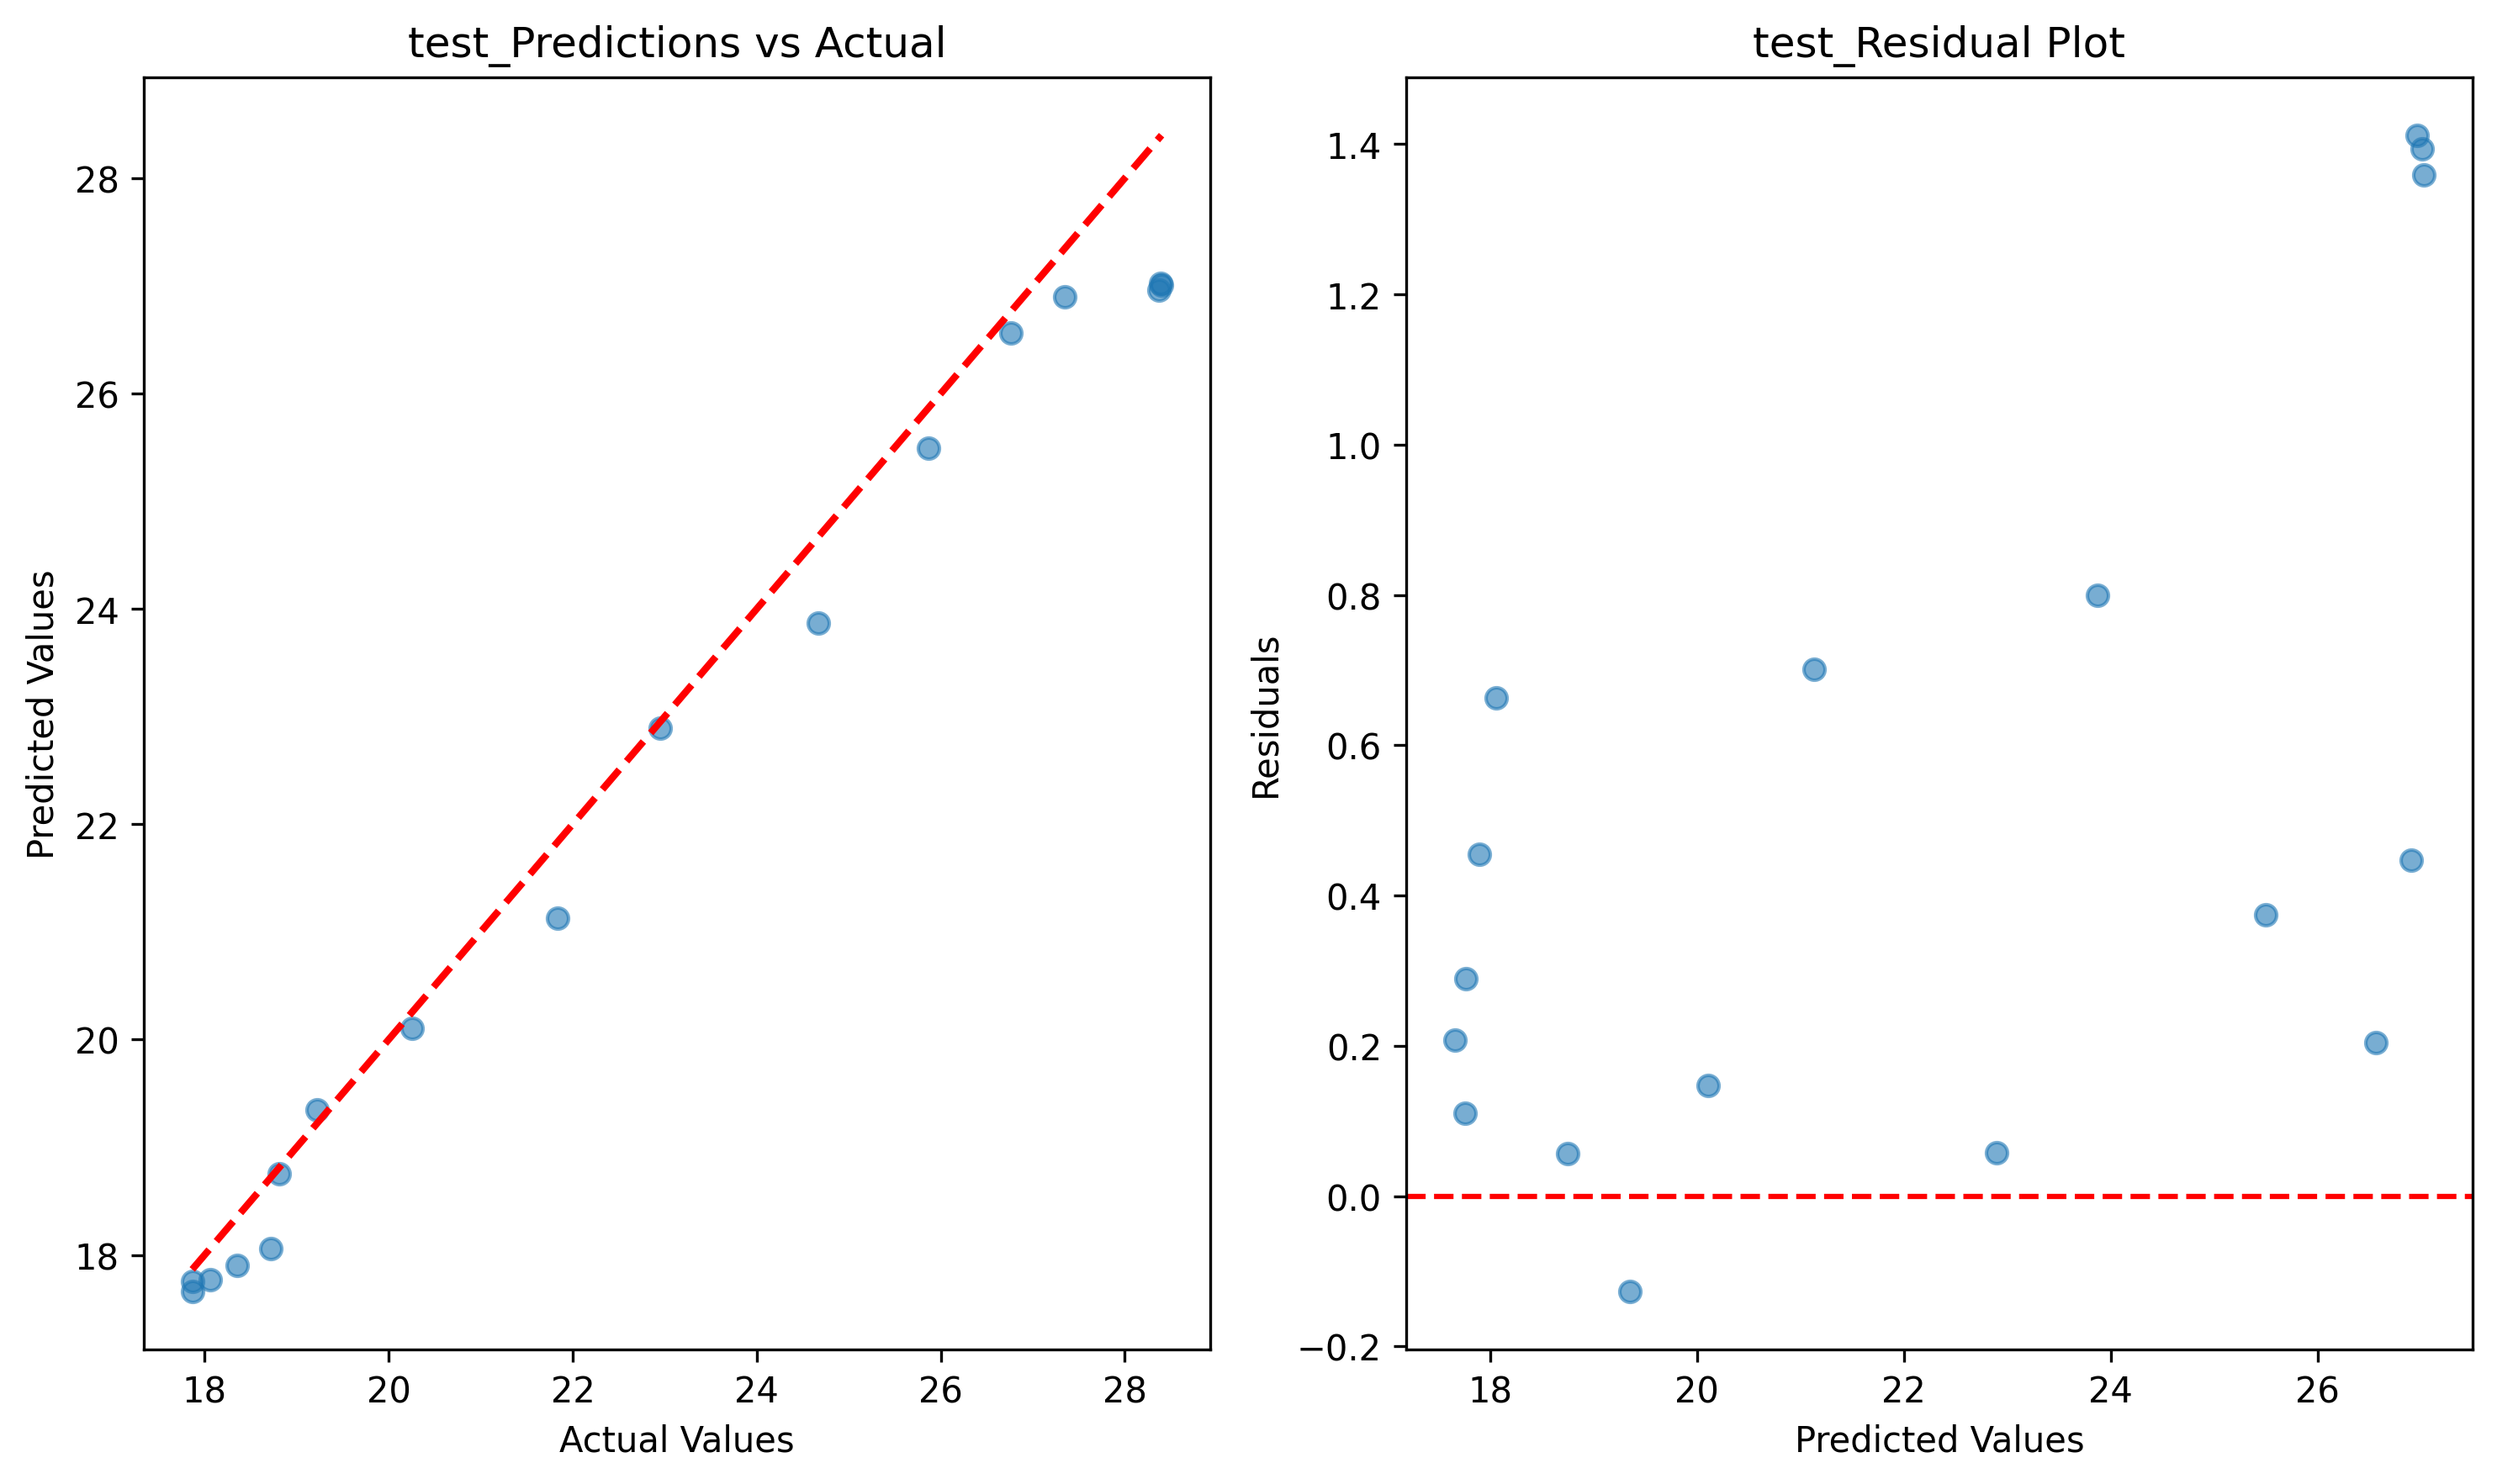 test_Predictions vs Actual
28
26
24
22
20
18
Predicted Values
18 20 22 24 26 28
Actual Values
test_Residual Plot
1.4
1.2
1.0
0.8
0.6
0.4
0.2
0.0
−0.2
Residuals
18 20 22 24 26
Predicted Values